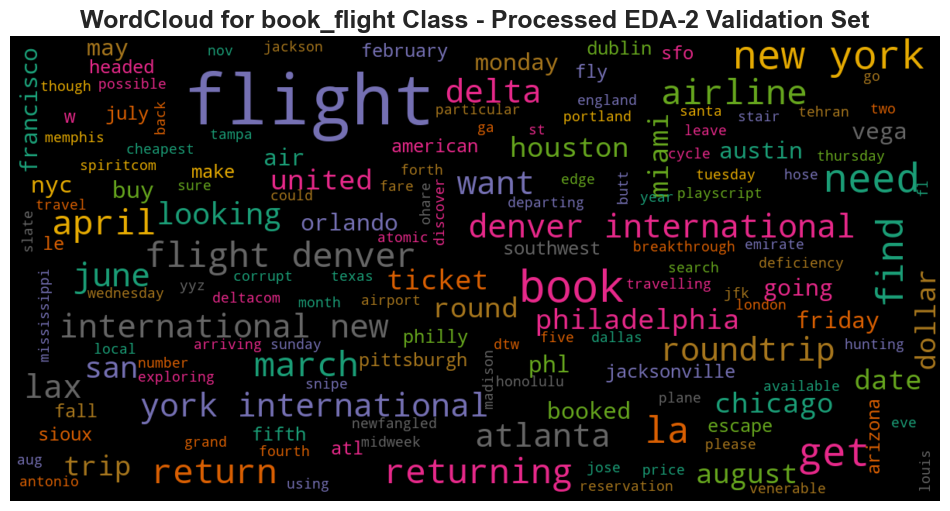 WordCloud for book_flight Class - Processed EDA-2 Validation Set
may
nov
jackson
february
monday
dublin
sfo
new york
headed
though
possible
flight
delta
fly
airline
go
francisco
w
july
back
particular
england
portland
santa
stair
tehran
two
memphis
cheapest
tampa
ga
st
american
houston
miami
leave
cycle
austin
vega
thursday
spiritcom
air
make
nyc
buy
sure
united
could
forth
fare
want
edge
departing
butt
year
tuesday
playscript
hose
need
f1
travel
april
looking
orlando
ohare
discover
atomic
denver international
find
slate
le
flight denver
southwest
breakthrough
emirate
june
wednesday
yyz
corrupt
texas
ticket
book
search
travelling
deficiency
going
jfk
london
dollar
mississippi
deltacom
month
airport
round
international new
philly
philadelphia
friday
local
arriving
sunday
five
dtw
dallas
roundtrip
hunting
san
number
exploring
march
pittsburgh
phl
jacksonville
lax
snipe
madison
honolulu
plane
available
date
fall
york international
newfangled
booked
chicago
sioux
grand
fifth
fourth
atl
midweek
atlanta
la
escape
please
arizona
eve
aug
antonio
trip
return
using
returning
jose
reservation
price
august
venerable
get
louis